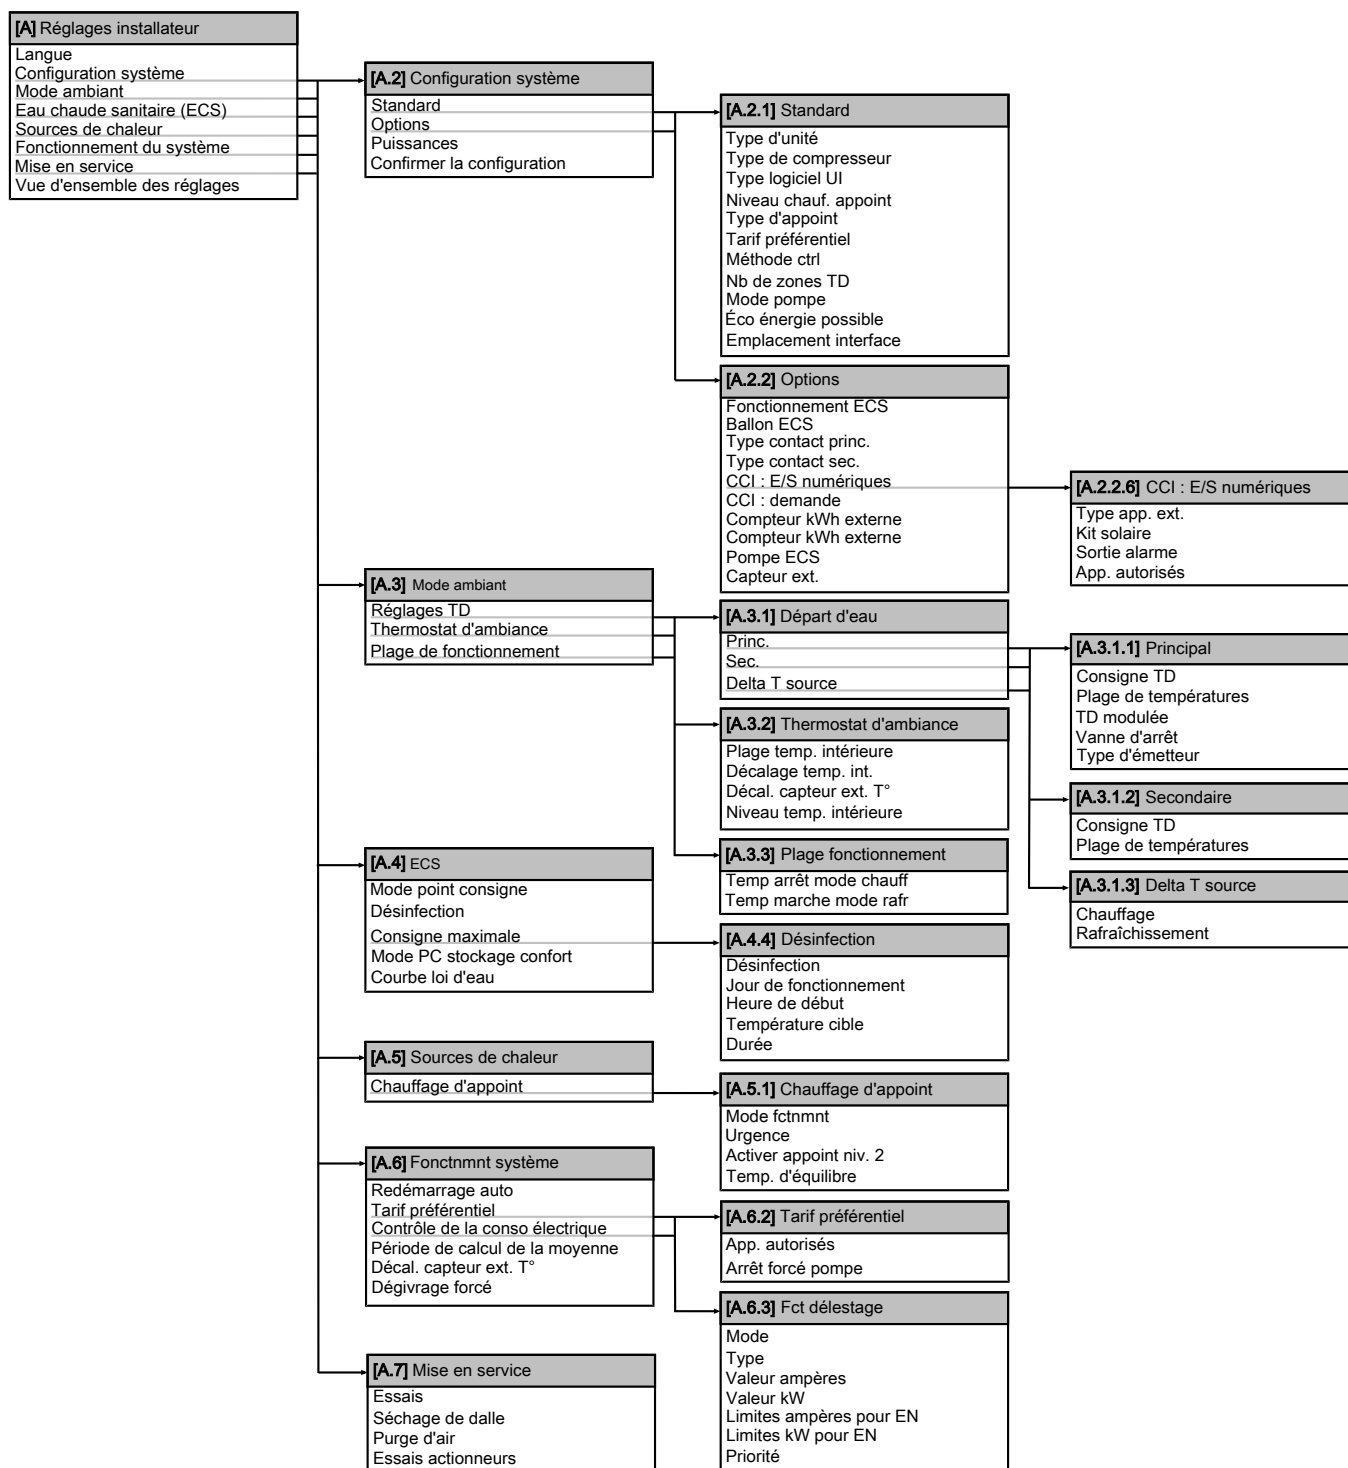 [A] Réglages installateur
Langue
Configuration système
Mode ambiant
Eau chaude sanitaire (ECS)
Sources de chaleur
Fonctionnement du système
Mise en service
Vue d'ensemble des réglages
[A.2] Configuration système
Standard
Options
Puissances
Confirmer la configuration
[A.2.1] Standard
Type d'unité
Type de compresseur
Type logiciel UI
Niveau chauf. appoint
Type d'appoint
Tarif préférentiel
Méthode ctrl
Nb de zones TD
Mode pompe
Éco énergie possible
Emplacement interface
[A.2.2] Options
Fonctionnement ECS
Ballon ECS
Type contact princ.
Type contact sec.
CCI : E/S numériques
CCI : demande
Compteur kWh externe
Compteur kWh externe
Pompe ECS
Capteur ext.
[A.2.2.6] CCI : E/S numériques
Type app. ext.
Kit solaire
Sortie alarme
App. autorisés
[A.3] Mode ambiant
Réglages TD
Thermostat d'ambiance
Plage de fonctionnement
[A.3.1] Départ d'eau
Princ.
Sec.
Delta T source
[A.3.1.1] Principal
Consigne TD
Plage de températures
TD modulée
Vanne d'arrêt
Type d'émetteur
[A.3.1.2] Secondaire
Consigne TD
Plage de températures
[A.3.1.3] Delta T source
Chauffage
Rafraîchissement
[A.3.2] Thermostat d'ambiance
Plage temp. intérieure
Décalage temp. int.
Décal. capteur ext. T°
Niveau temp. intérieure
[A.3.3] Plage fonctionnement
Temp arrêt mode chauff
Temp marche mode rafr
[A.4] ECS
Mode point consigne
Désinfection
Consigne maximale
Mode PC stockage confort
Courbe loi d'eau
[A.4.4] Désinfection
Désinfection
Jour de fonctionnement
Heure de début
Température cible
Durée
[A.5] Sources de chaleur
Chauffage d'appoint
[A.5.1] Chauffage d'appoint
Mode fctnmnt
Urgence
Activer appoint niv. 2
Temp. d'équilibre
[A.6] Fonctnmnt système
Redémarrage auto
Tarif préférentiel
Contrôle de la conso électrique
Période de calcul de la moyenne
Décal. capteur ext. T°
Dégivrage forcé
[A.6.2] Tarif préférentiel
App. autorisés
Arrêt forcé pompe
[A.6.3] Fct délestage
Mode
Type
Valeur ampères
Valeur kW
Limites ampères pour EN
Limites kW pour EN
Priorité
[A.7] Mise en service
Essais
Séchage de dalle
Purge d'air
Essais actionneurs